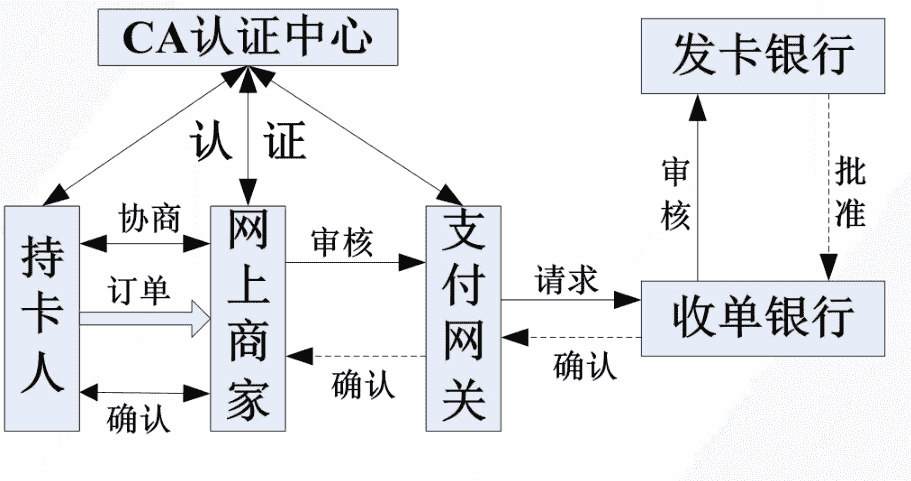 CA认证中心
发卡银行
认证
审核
批准
持卡人
协商
网上商家
审核
支付网关
订单
请求
收单银行
确认
确认
确认